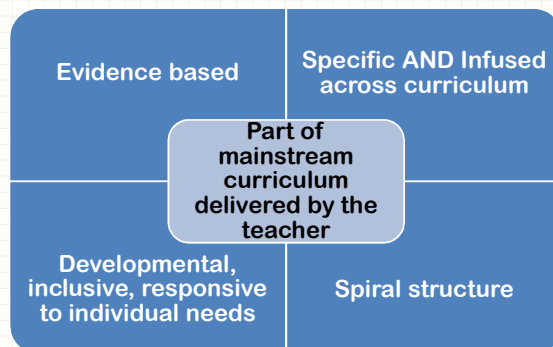 Evidence based
Specific AND Infused
across curriculum
Part of
mainstream
curriculum
delivered by the
teacher
Developmental,
inclusive, responsive
to individual needs
Spiral structure